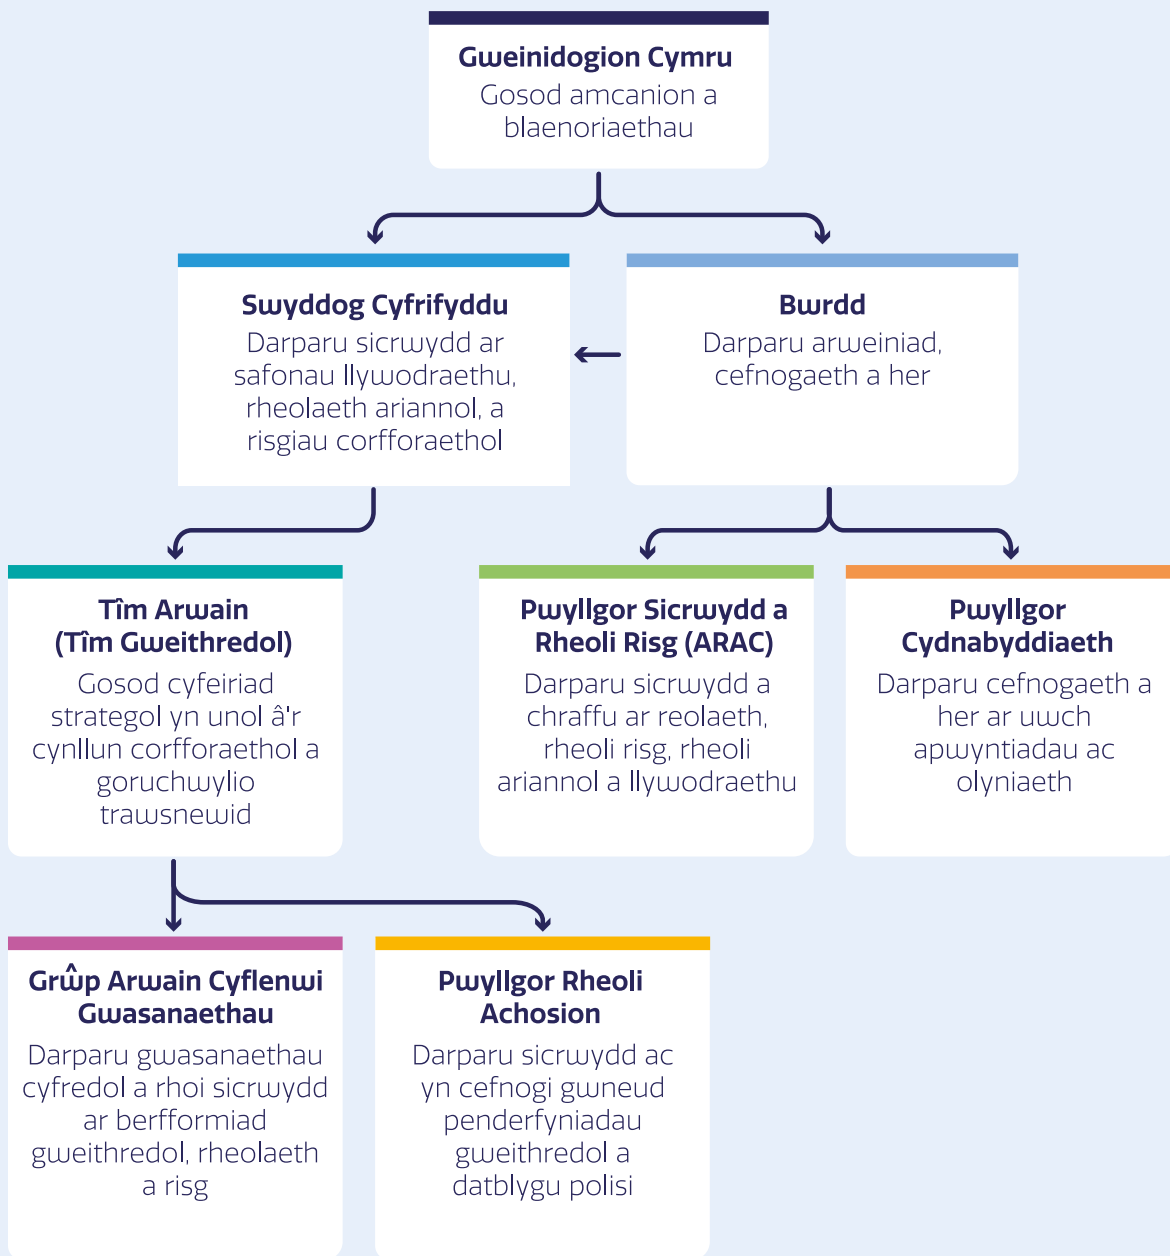 Gweinidogion Cymru
Gosod amcanion a
blaenoriaethau
Swyddog Cyfrifyddu
Darparu sicrwydd ar
safonau llywodraethu,
rheolaeth ariannol, a
risgiau corfforaethol
Bwrdd
Darparu arweiniad,
cefnogaeth a her
Tîm Arwain
(Tîm Gweithredol)
Gosod cyfeiriad
strategol yn unol â'r
cynllun corfforaethol a
goruchwylio
trawsnewid
Pwyllgor Sicrwydd a
Rheoli Risg (ARAC)
Darparu sicrwydd a
chraffu ar reolaeth,
rheoli risg, rheoli
ariannol a llywodraethu
Pwyllgor
Cydnabyddiaeth
Darparu cefnogaeth a
her ar uwch
apwyntiadau ac
olyniaeth
Grŵp Arwain Cyflenwi
Gwasanaethau
Darparu gwasanaethau
cyfredol a rhoi sicrwydd
ar berfformiad
gweithredol, rheolaeth
a risg
Pwyllgor Rheoli
Achosion
Darparu sicrwydd ac
yn cefnogi gwneud
penderfyniadau
gweithredol a
datblygu polisi